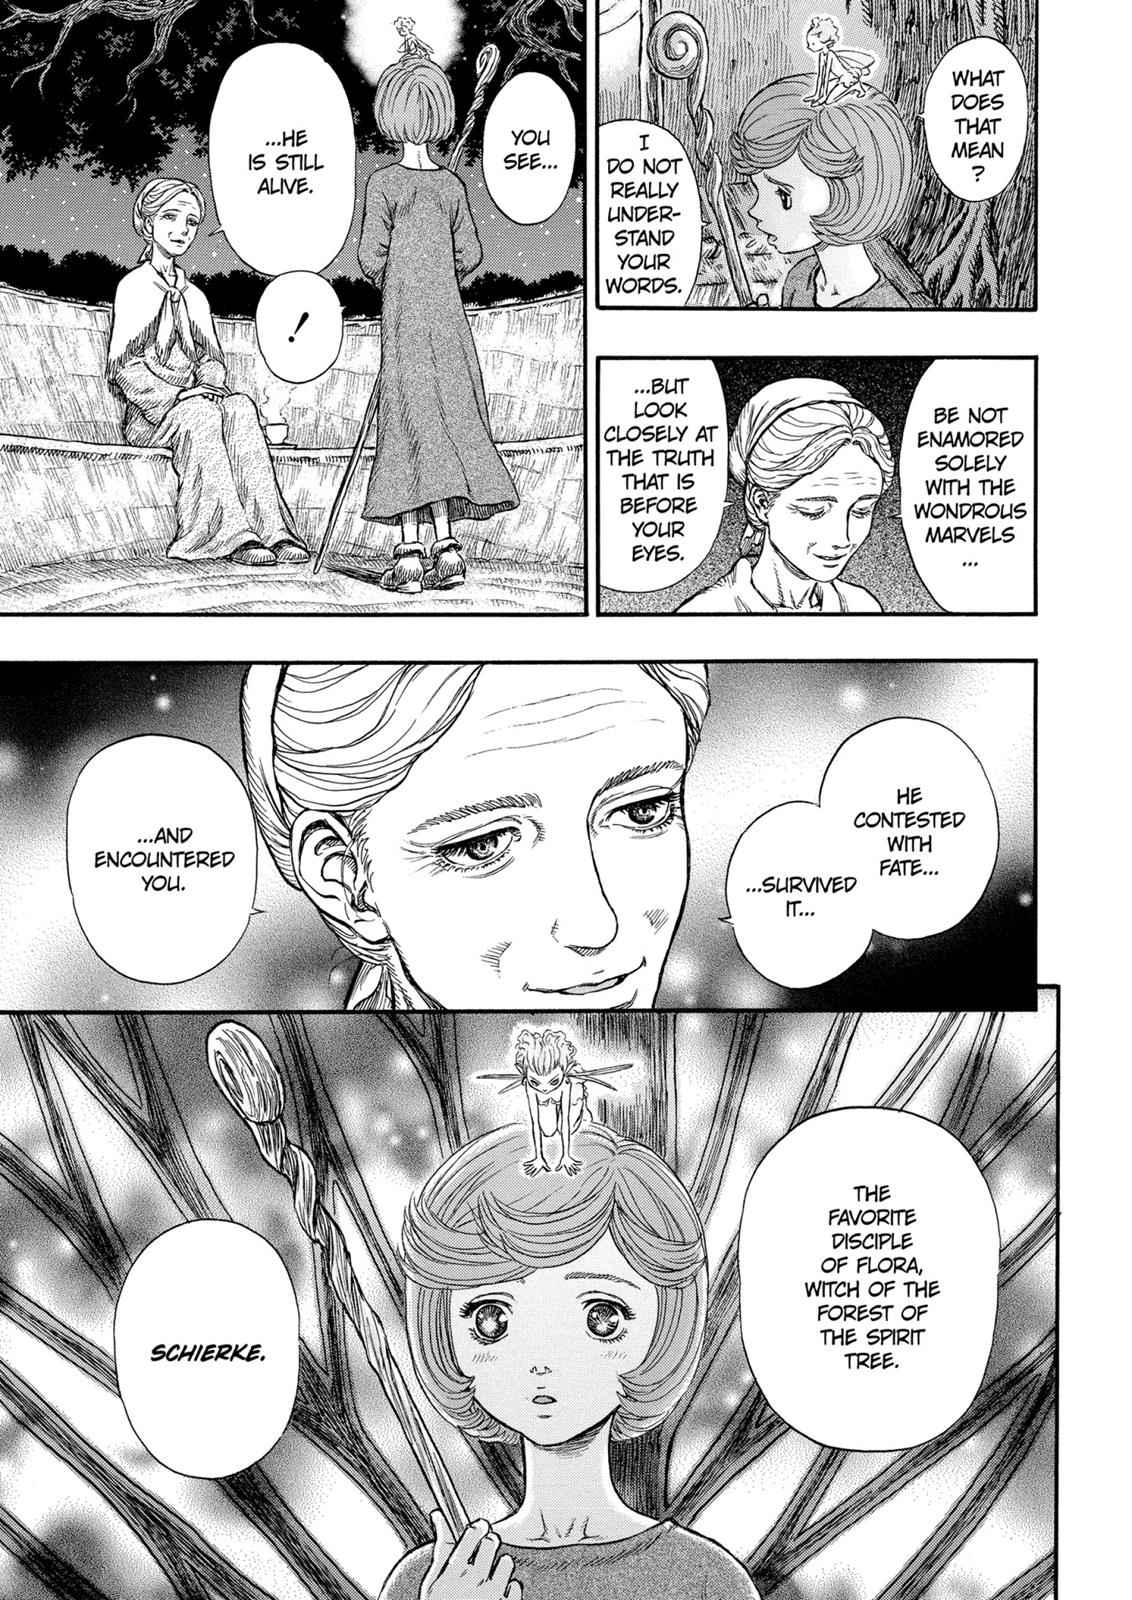 WHAT
DOES
THAT
MEAN
?
I
DO NOT
REALLY
UNDER-
STAND
YOUR
WORDS.
YOU
SEE...
...HE
IS STILL
ALIVE.
!
BE NOT
ENAMORED
SOLELY
WITH THE
WONDROUS
MARVELS
...
...BUT
LOOK
CLOSELY AT
THE TRUTH
THAT IS
BEFORE
YOUR
EYES.
HE
CONTESTED
WITH
FATE...
...SURVIVED
IT...
...AND
ENCOUNTERED
YOU.
THE
FAVORITE
DISCIPLE
OF FLORA,
WITCH OF THE
FOREST OF
THE SPIRIT
TREE.
SCHIERKE.